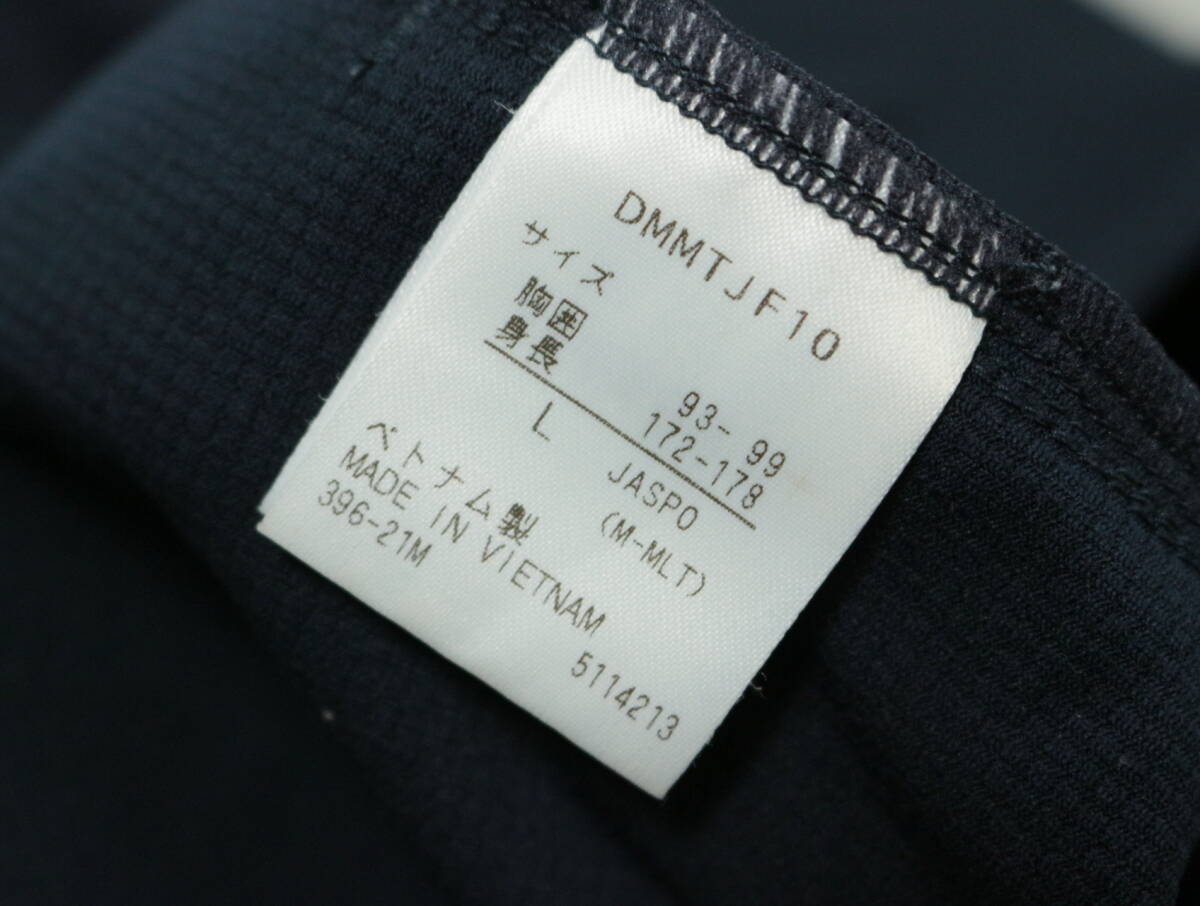 DMMTJF10
サイズ
胸囲 93- 99
身長 172-178
L JASPO
(M-MLT)
ベトナム製
MADE IN VIETNAM
396-21M 5114213